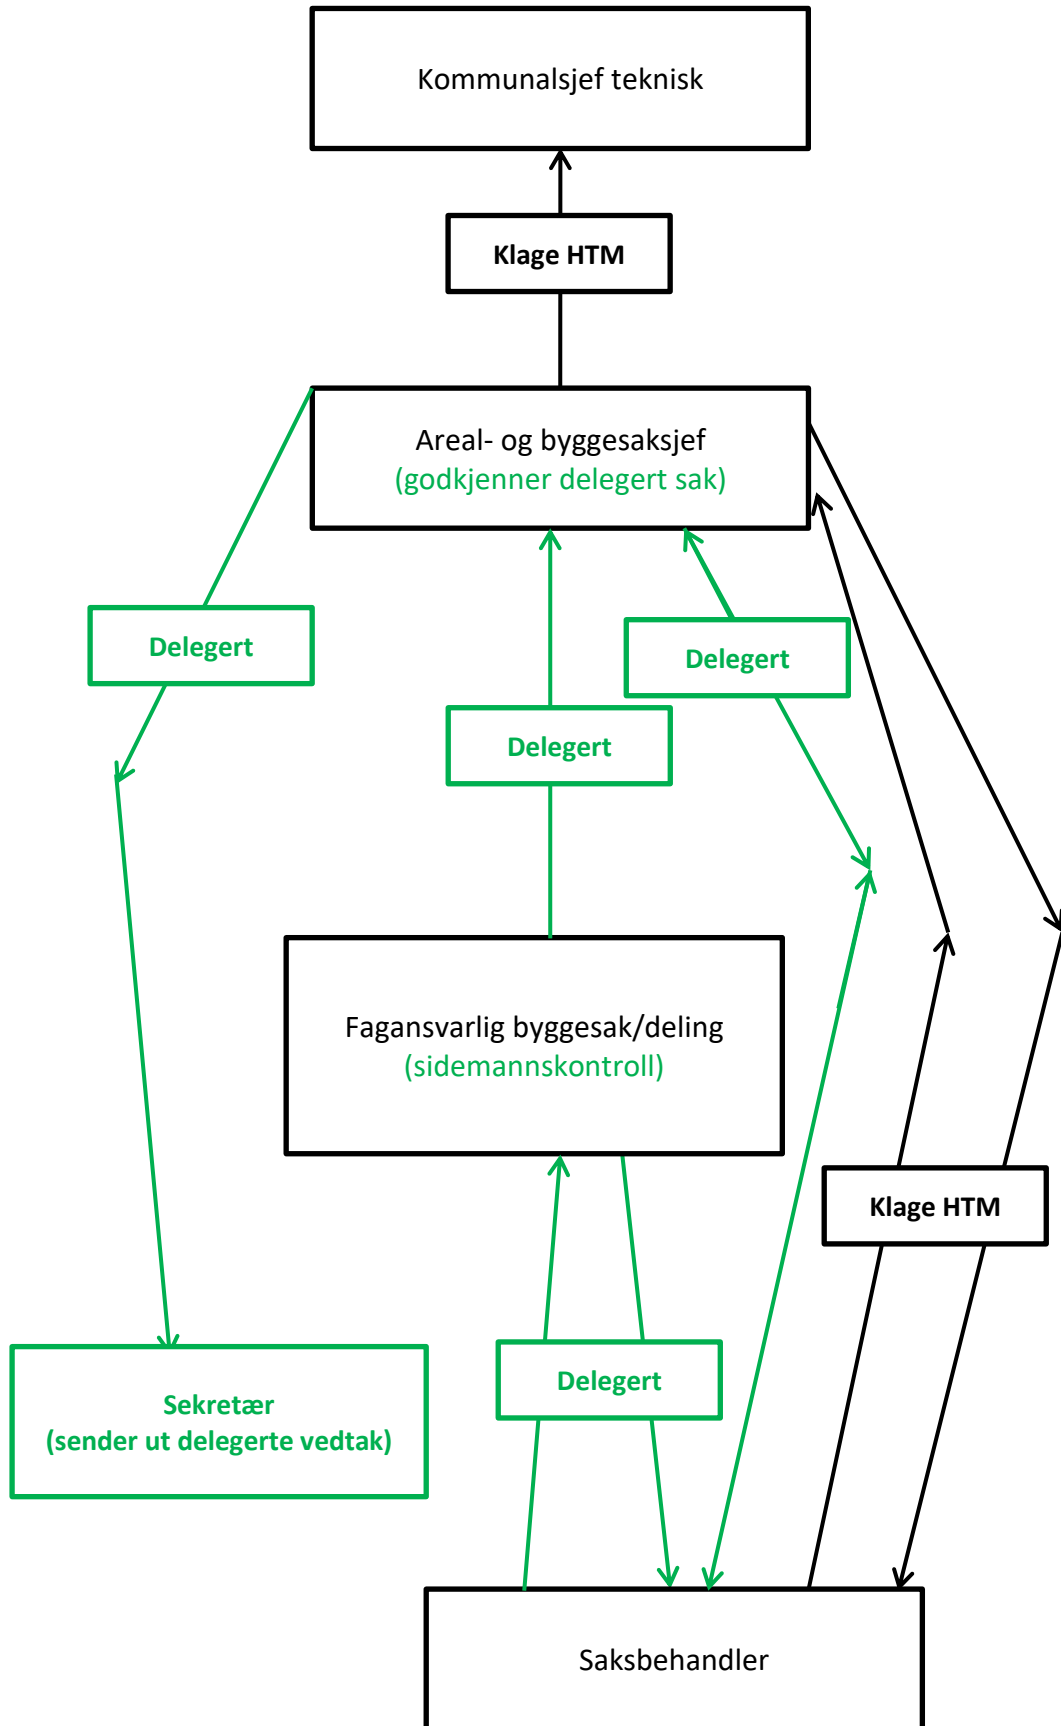 Kommunalsjef teknisk
Klage HTM
Areal- og byggesaksjef
(godkjenner delegert sak)
Delegert
Delegert
Delegert
Fagansvarlig byggesak/deling
(sidemannskontroll)
Klage HTM
Delegert
Sekretær
(sender ut delegerte vedtak)
Saksbehandler